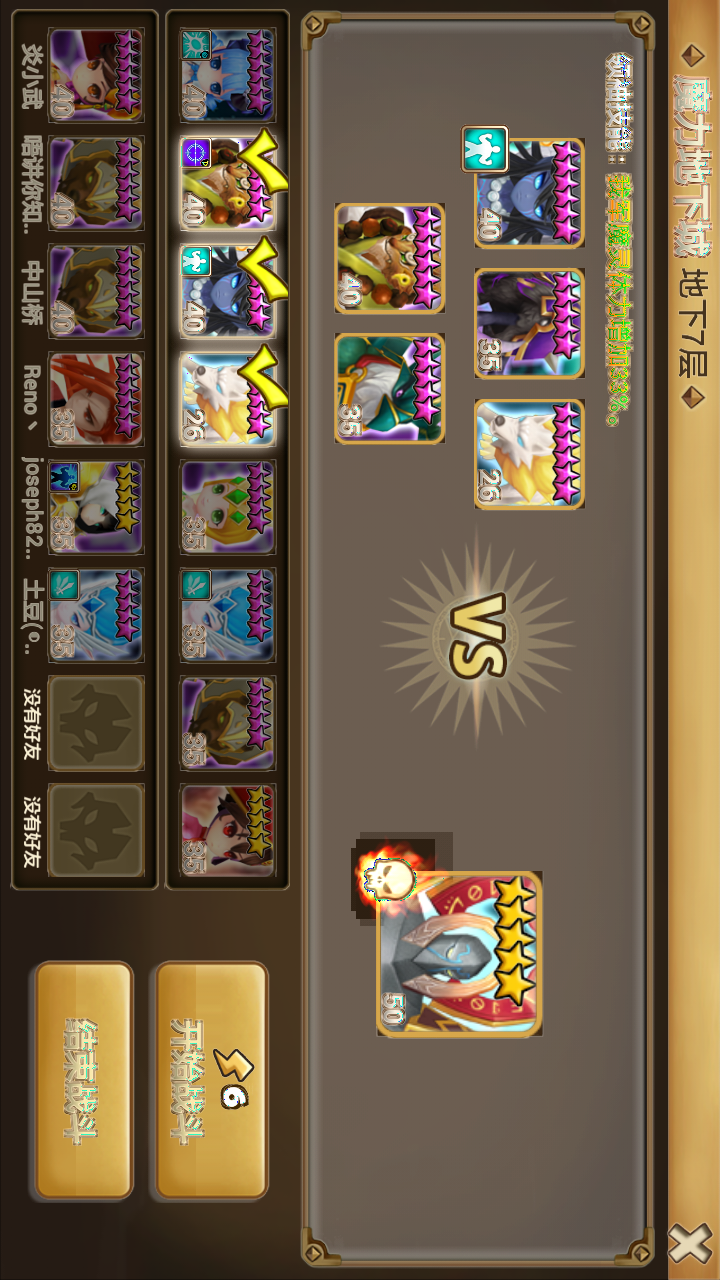 魔力地下城 地下7层
领袖技能：我军魔灵体力增加33%。
40
35
26
40
35
VS
50
40
40
40
26
35
35
35
35
炎小武
40
唔讲你知..
40
中山桥
40
Reno丶
35
joseph82..
35
土豆(e..
35
没有好友
没有好友
6
开始战斗
结束战斗